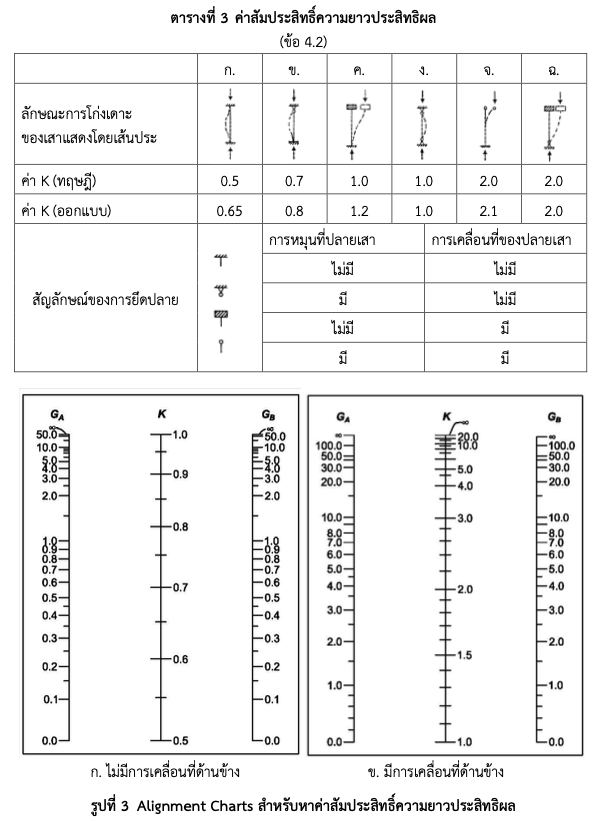 ตารางที่ 3 ค่าสัมประสิทธิ์ความยาวประสิทธิผล
(ข้อ 4.2)
ก. ข. ค. ง. จ. ฉ.
ลักษณะการโก่งเดาะ
ของเสาแสดงโดยเส้นประ
ค่า K (ทฤษฎี) 0.5 0.7 1.0 1.0 2.0 2.0
ค่า K (ออกแบบ) 0.65 0.8 1.2 1.0 2.1 2.0
สัญลักษณ์ของการยึดปลาย
การหมุนที่ปลายเสา การเคลื่อนที่ของปลายเสา
ไม่มี ไม่มี
มี ไม่มี
ไม่มี มี
มี มี
G_A K G_B
∞ ∞
50.0 1.0 50.0
10.0 10.0
5.0 5.0
4.0 4.0
3.0 0.9 3.0
2.0 2.0
0.8
1.0 1.0
0.9 0.9
0.8 0.8
0.7 0.7
0.6 0.7 0.6
0.5 0.5
0.4 0.4
0.3 0.3
0.6
0.2 0.2
0.1 0.1
0.0 0.5 0.0
ก. ไม่มีการเคลื่อนที่ด้านข้าง
G_A K G_B
∞ ∞ ∞
20.0
100.0 10.0 100.0
50.0 50.0
30.0 5.0 30.0
20.0 4.0 20.0
10.0 3.0 10.0
8.0 8.0
7.0 7.0
6.0 6.0
5.0 5.0
4.0 2.0 4.0
3.0 3.0
2.0 1.5 2.0
1.0 1.0
0.0 1.0 0.0
ข. มีการเคลื่อนที่ด้านข้าง
รูปที่ 3 Alignment Charts สำหรับหาค่าสัมประสิทธิ์ความยาวประสิทธิผล